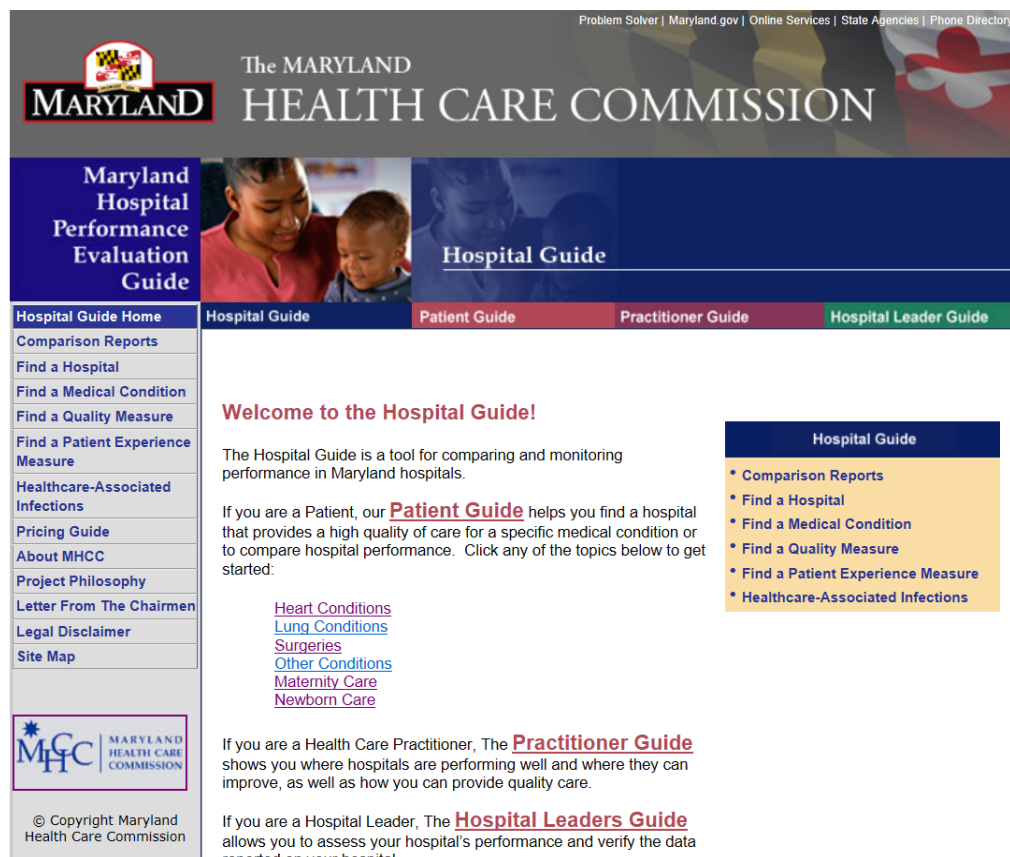 Problem Solver | Maryland.gov | Online Services | State Agencies | Phone Directory
MARYLAND
The MARYLAND
HEALTH CARE COMMISSION
Maryland
Hospital
Performance
Evaluation
Guide
Hospital Guide
Hospital Guide
Patient Guide
Practitioner Guide
Hospital Leader Guide
Hospital Guide Home
Comparison Reports
Find a Hospital
Find a Medical Condition
Find a Quality Measure
Find a Patient Experience
Measure
Healthcare-Associated
Infections
Pricing Guide
About MHCC
Project Philosophy
Letter From The Chairmen
Legal Disclaimer
Site Map
MHCC
MARYLAND
HEALTH CARE
COMMISSION
© Copyright Maryland
Health Care Commission
Welcome to the Hospital Guide!
The Hospital Guide is a tool for comparing and monitoring
performance in Maryland hospitals.
If you are a Patient, our Patient Guide helps you find a hospital
that provides a high quality of care for a specific medical condition or
to compare hospital performance.  Click any of the topics below to get
started:
Heart Conditions
Lung Conditions
Surgeries
Other Conditions
Maternity Care
Newborn Care
If you are a Health Care Practitioner, The Practitioner Guide
shows you where hospitals are performing well and where they can
improve, as well as how you can provide quality care.
If you are a Hospital Leader, The Hospital Leaders Guide
allows you to assess your hospital's performance and verify the data
reported on your hospital.
Hospital Guide
• Comparison Reports
• Find a Hospital
• Find a Medical Condition
• Find a Quality Measure
• Find a Patient Experience Measure
• Healthcare-Associated Infections